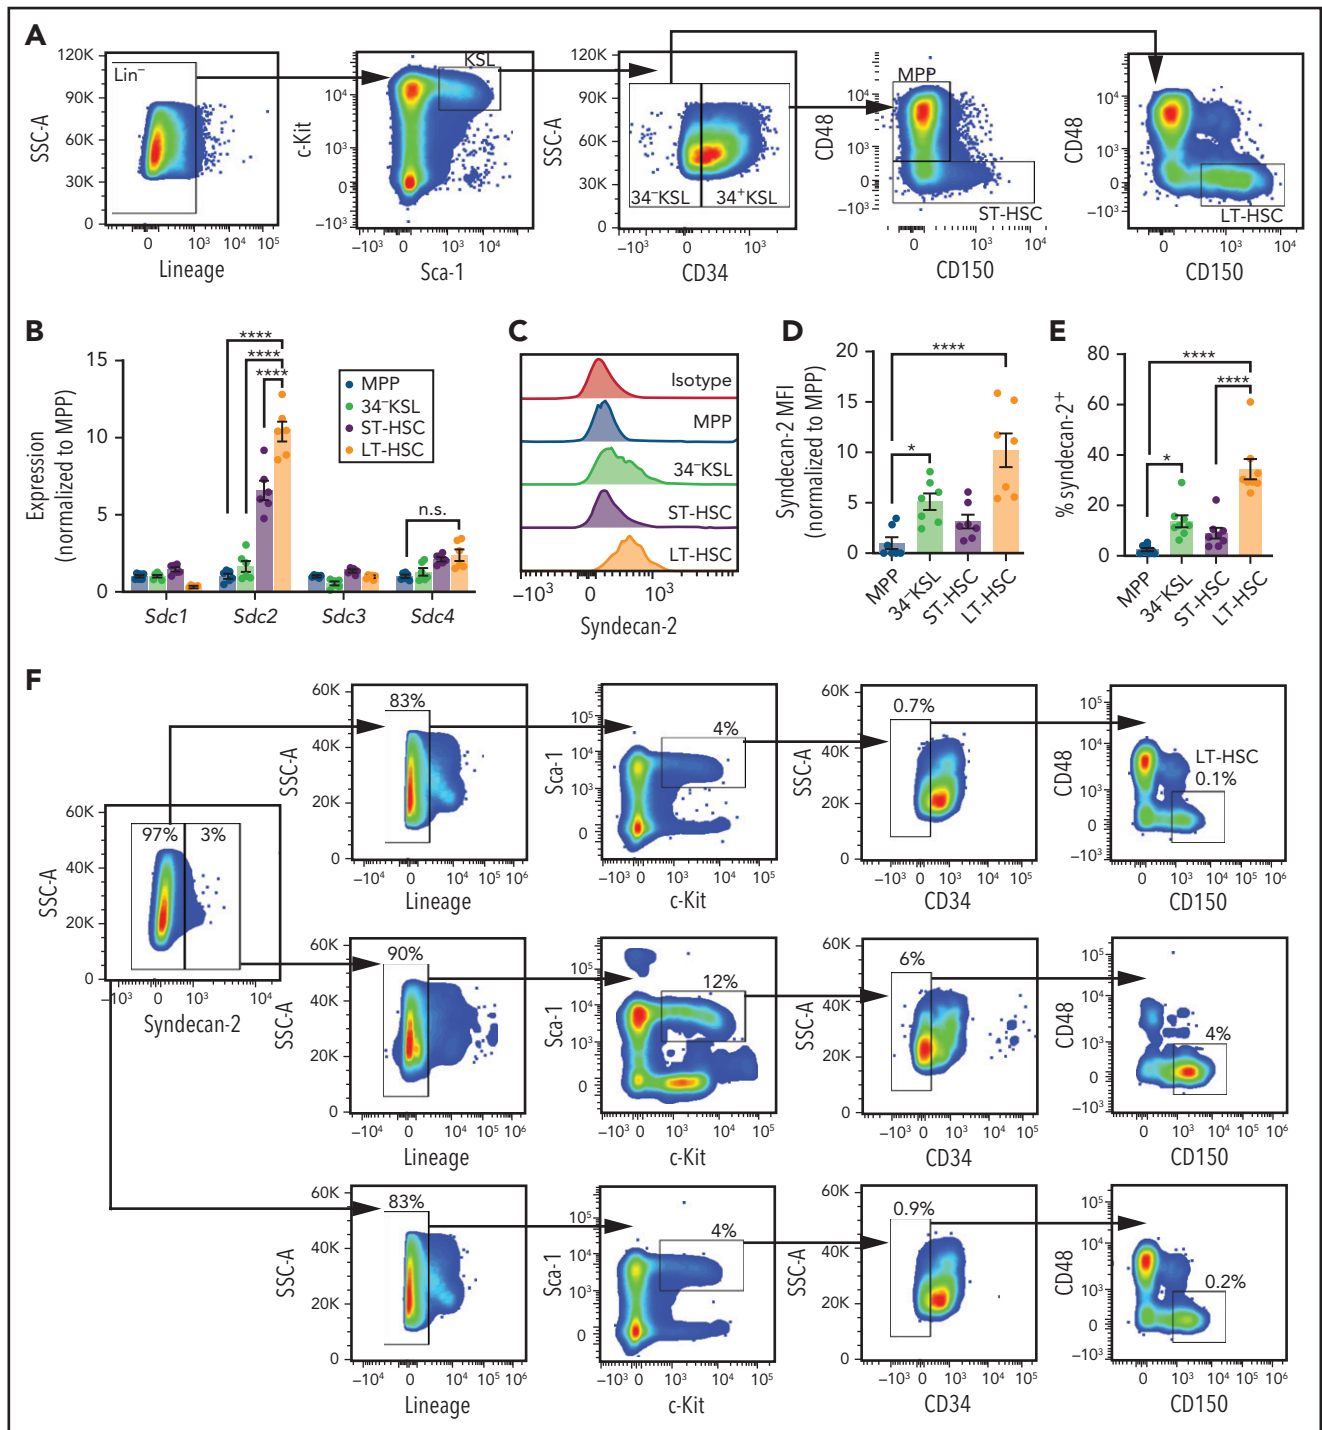 A
120K
90K
60K
30K
0
SSC-A
Lin⁻
0
10³
10⁴
10⁵
Lineage
c-Kit
10⁴
10³
0
−10³
KSL
0
10³
10⁴
Sca-1
120K
90K
60K
30K
0
SSC-A
34⁻KSL
34⁺KSL
−10³
0
10³
CD34
CD48
10⁴
10³
0
−10³
MPP
ST-HSC
0
10³
10⁴
CD150
CD48
10⁴
10³
0
−10³
LT-HSC
0
10³
10⁴
CD150
B
Expression
(normalized to MPP)
15
10
5
0
****
****
****
n.s.
MPP
34⁻KSL
ST-HSC
LT-HSC
Sdc1
Sdc2
Sdc3
Sdc4
C
Isotype
MPP
34⁻KSL
ST-HSC
LT-HSC
−10³
0
10³
Syndecan-2
D
Syndecan-2 MFI
(normalized to MPP)
20
15
10
5
0
****
*
MPP
34⁻KSL
ST-HSC
LT-HSC
E
% syndecan-2⁺
80
60
40
20
0
****
****
*
MPP
34⁻KSL
ST-HSC
LT-HSC
F
SSC-A
60K
40K
20K
0
97%
3%
−10³
0
10³
10⁴
Syndecan-2
SSC-A
60K
40K
20K
0
83%
−10⁴
0
10⁴
10⁵
10⁶
Lineage
Sca-1
10⁵
10⁴
10³
0
4%
−10³
0
10³
10⁴
10⁵
c-Kit
SSC-A
60K
40K
20K
0
0.7%
−10³
0
10³
10⁴
10⁵
CD34
CD48
10⁵
10⁴
10³
0
−10³
LT-HSC
0.1%
0
10³
10⁴
10⁵
10⁶
CD150
SSC-A
60K
40K
20K
0
90%
−10⁴
0
10⁴
10⁵
10⁶
Lineage
Sca-1
10⁵
10⁴
10³
0
12%
−10³
0
10³
10⁴
10⁵
c-Kit
SSC-A
60K
40K
20K
0
6%
−10³
0
10³
10⁴
10⁵
CD34
CD48
10⁵
10⁴
10³
0
−10³
4%
0
10³
10⁴
10⁵
10⁶
CD150
SSC-A
60K
40K
20K
0
83%
−10⁴
0
10⁴
10⁵
10⁶
Lineage
Sca-1
10⁵
10⁴
10³
0
4%
−10³
0
10³
10⁴
10⁵
c-Kit
SSC-A
60K
40K
20K
0
0.9%
−10³
0
10³
10⁴
10⁵
CD34
CD48
10⁵
10⁴
10³
0
−10³
0.2%
0
10³
10⁴
10⁵
10⁶
CD150